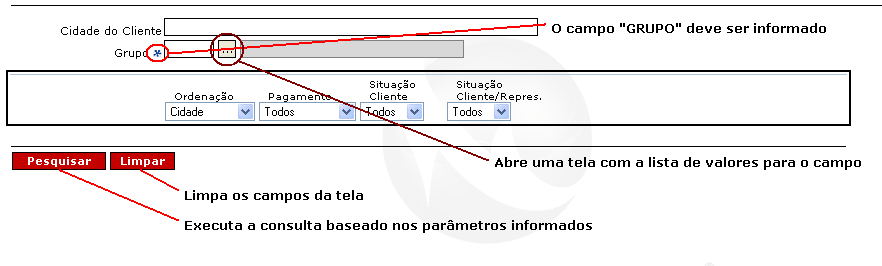 Cidade do Cliente
O campo "GRUPO" deve ser informado
Grupo * ...
Situação Situação
Ordenação Pagamento Cliente Cliente/Repres.
Cidade Todos Todos Todos
Pesquisar Limpar
Abre uma tela com a lista de valores para o campo
Limpa os campos da tela
Executa a consulta baseado nos parâmetros informados